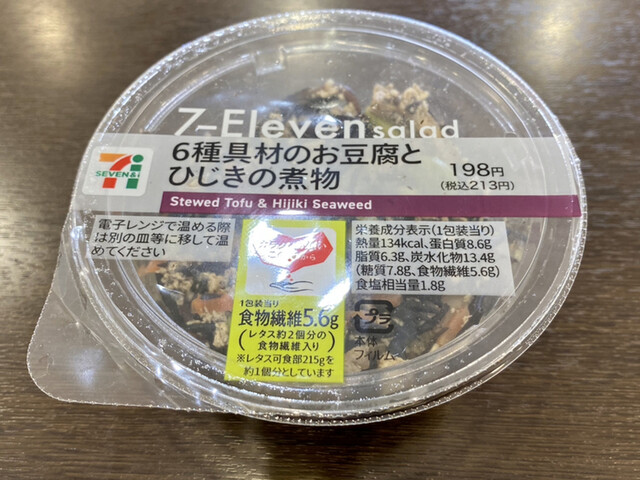 7-Eleven salad
6種具材のお豆腐と
ひじきの煮物
198円
(税込213円)
SEVEN&i
Stewed Tofu & Hijiki Seaweed
電子レンジで温める際
は別の皿等に移して温
めてください
栄養成分表示(1包装当り)
熱量134kcal、蛋白質8.6g
脂質6.3g、炭水化物13.4g
(糖質7.8g、食物繊維5.6g)
食塩相当量1.8g
1包装当り
食物繊維5.6g
(レタス約2個分の
食物繊維入り)
※レタス可食部215gを
約1個分としています
プラ
本体
フィルム